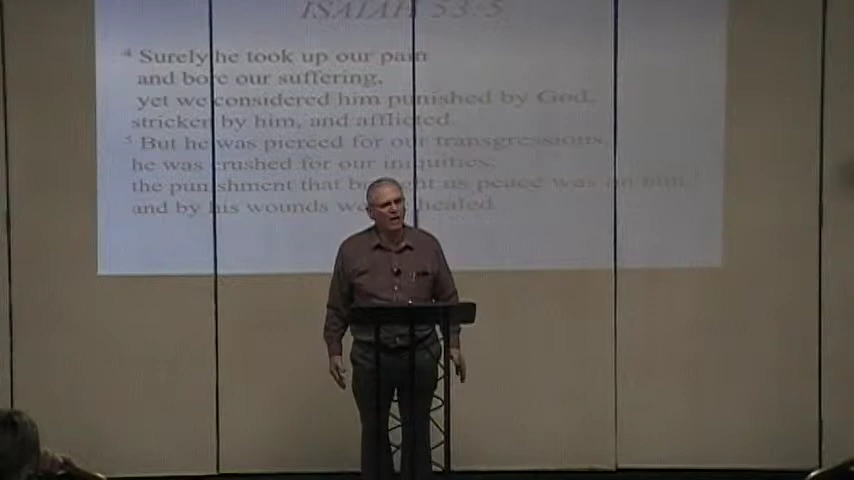 ISAIAH 53:5
4 Surely he took up our pain
and bore our suffering,
yet we considered him punished by God,
stricken by him, and afflicted.
5 But he was pierced for our transgressions,
he was crushed for our iniquities;
the punishment that brought us peace was on him,
and by his wounds we healed.